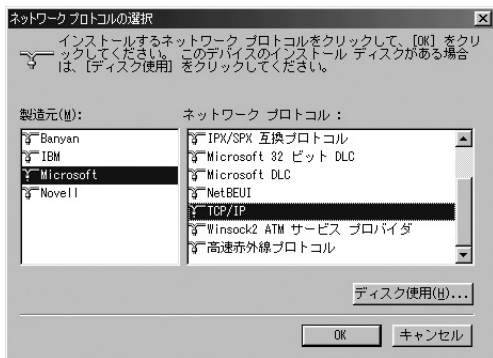 ネットワーク プロトコルの選択
インストールするネットワーク プロトコルをクリックして、[OK] をクリ
ックしてください。 このデバイスのインストール ディスクがある場合
は、[ディスク使用] をクリックしてください。
製造元(M):
Banyan
IBM
Microsoft
Novell
ネットワーク プロトコル :
IPX/SPX 互換プロトコル
Microsoft 32 ビット DLC
Microsoft DLC
NetBEUI
TCP/IP
Winsock2 ATM サービス プロバイダ
高速赤外線プロトコル
ディスク使用(H)...
OK
キャンセル